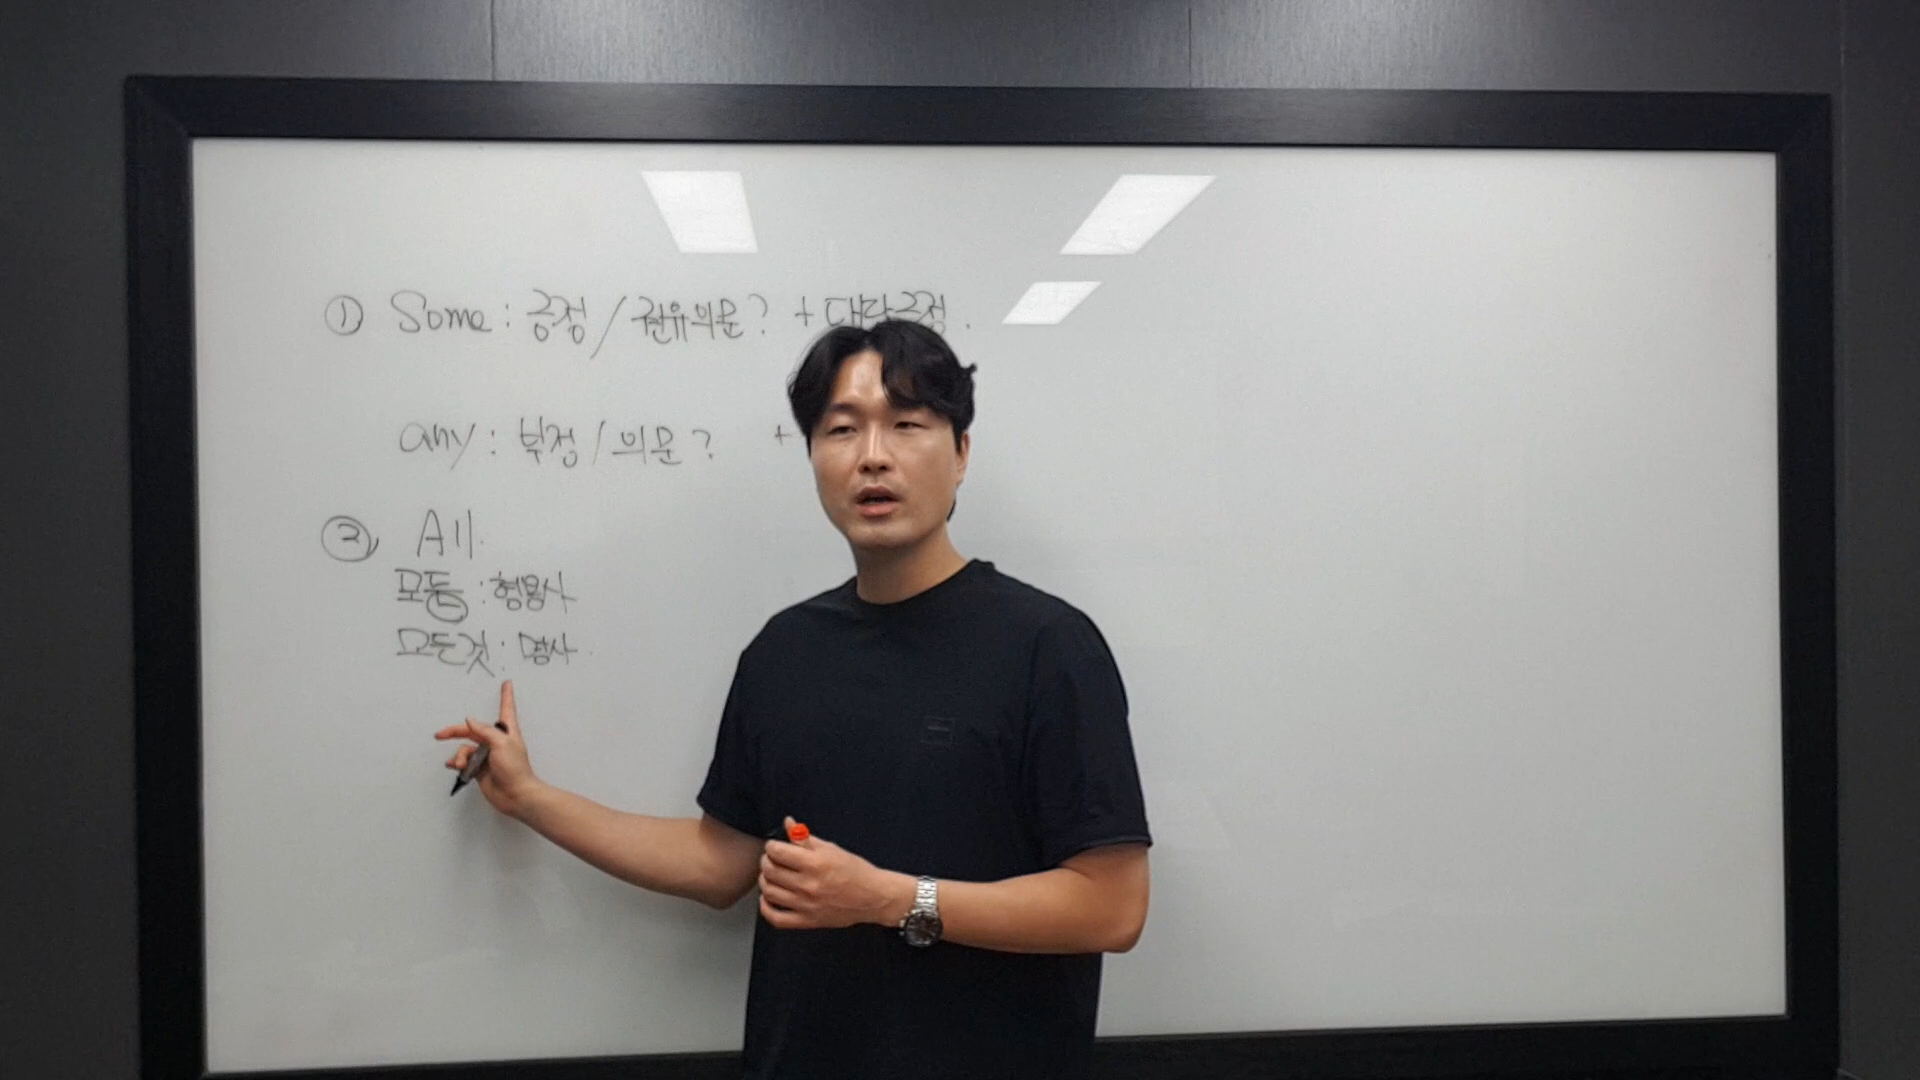 ① Some : 긍정 / 권유의문? + 대답긍정.
any : 부정 / 의문? +
② All.
모든 : 형용사
모든것 : 명사.